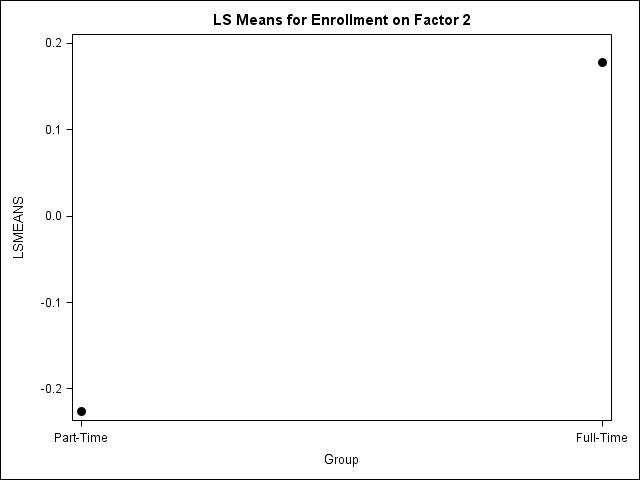 LS Means for Enrollment on Factor 2
0.2
0.1
0.0
-0.1
-0.2
LSMEANS
Part-Time
Full-Time
Group